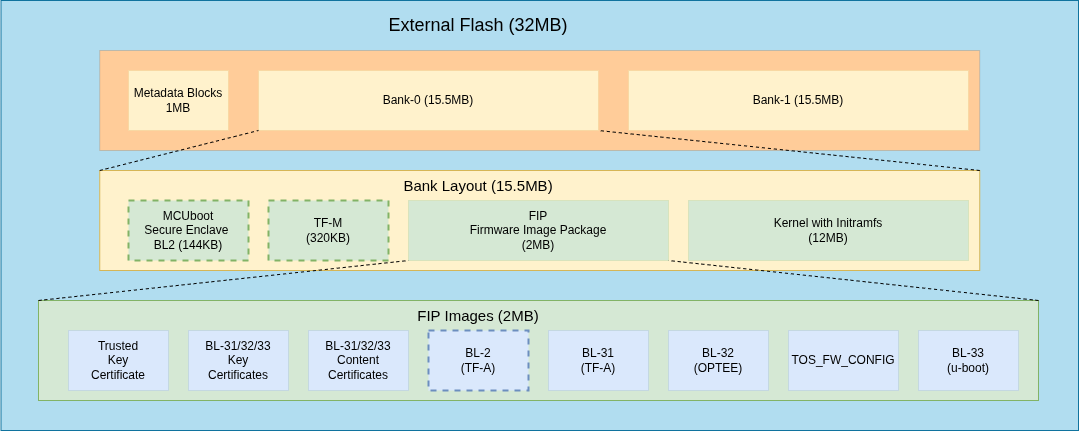 External Flash (32MB)
Metadata Blocks
1MB
Bank-0 (15.5MB)
Bank-1 (15.5MB)
Bank Layout (15.5MB)
MCUboot
Secure Enclave
BL2 (144KB)
TF-M
(320KB)
FIP
Firmware Image Package
(2MB)
Kernel with Initramfs
(12MB)
FIP Images (2MB)
Trusted
Key
Certificate
BL-31/32/33
Key
Certificates
BL-31/32/33
Content
Certificates
BL-2
(TF-A)
BL-31
(TF-A)
BL-32
(OPTEE)
TOS_FW_CONFIG
BL-33
(u-boot)